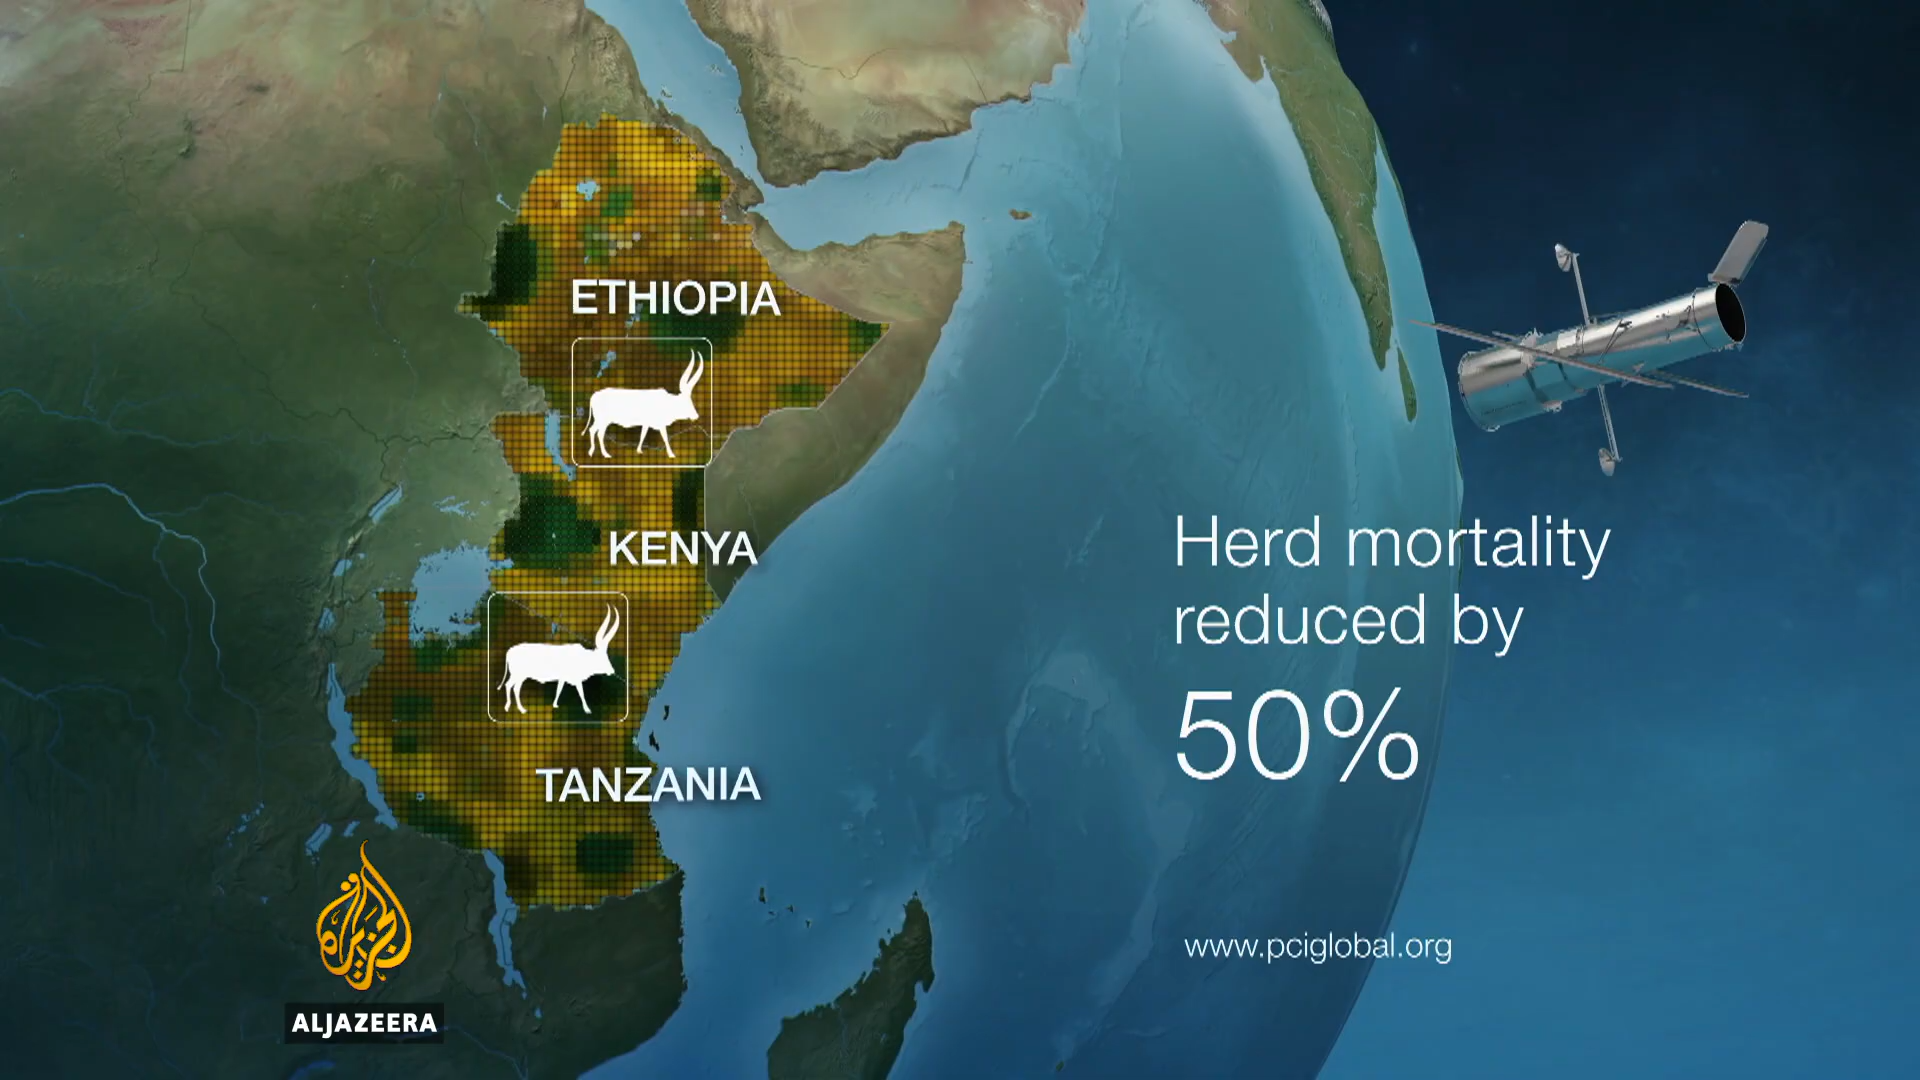 ETHIOPIA
KENYA
TANZANIA
Herd mortality
reduced by
50%
www.pciglobal.org
الجزيرة
ALJAZEERA